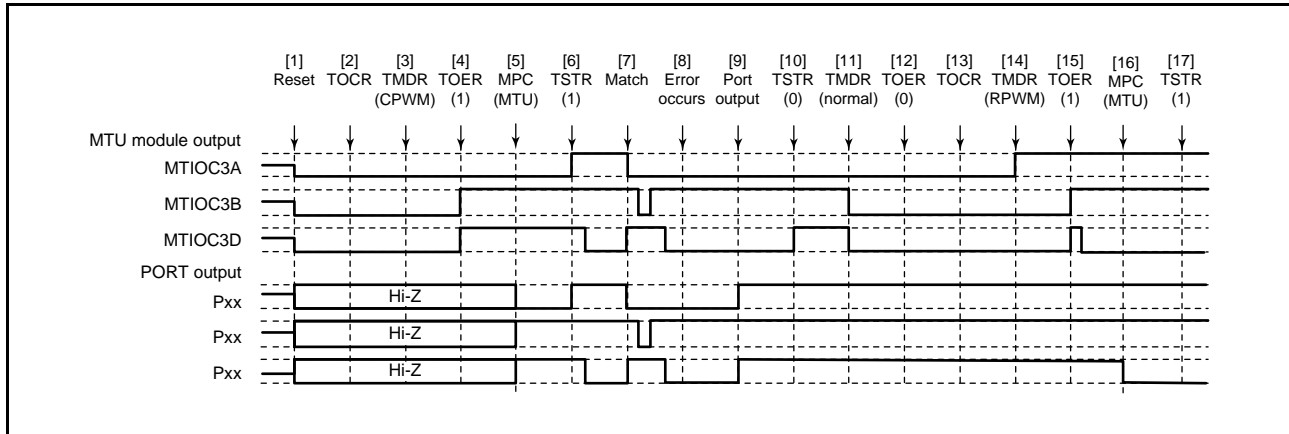 [1] [2] [3] [4] [5] [6] [7] [8] [9] [10] [11] [12] [13] [14] [15] [16] [17]
Reset TOCR TMDR TOER MPC TSTR Match Error Port TSTR TMDR TOER TOCR TMDR TOER MPC TSTR
(CPWM) (1) (MTU) (1) occurs output (0) (normal) (0) (RPWM) (1) (MTU) (1)
MTU module output
MTIOC3A
MTIOC3B
MTIOC3D
PORT output
Pxx Hi-Z
Pxx Hi-Z
Pxx Hi-Z